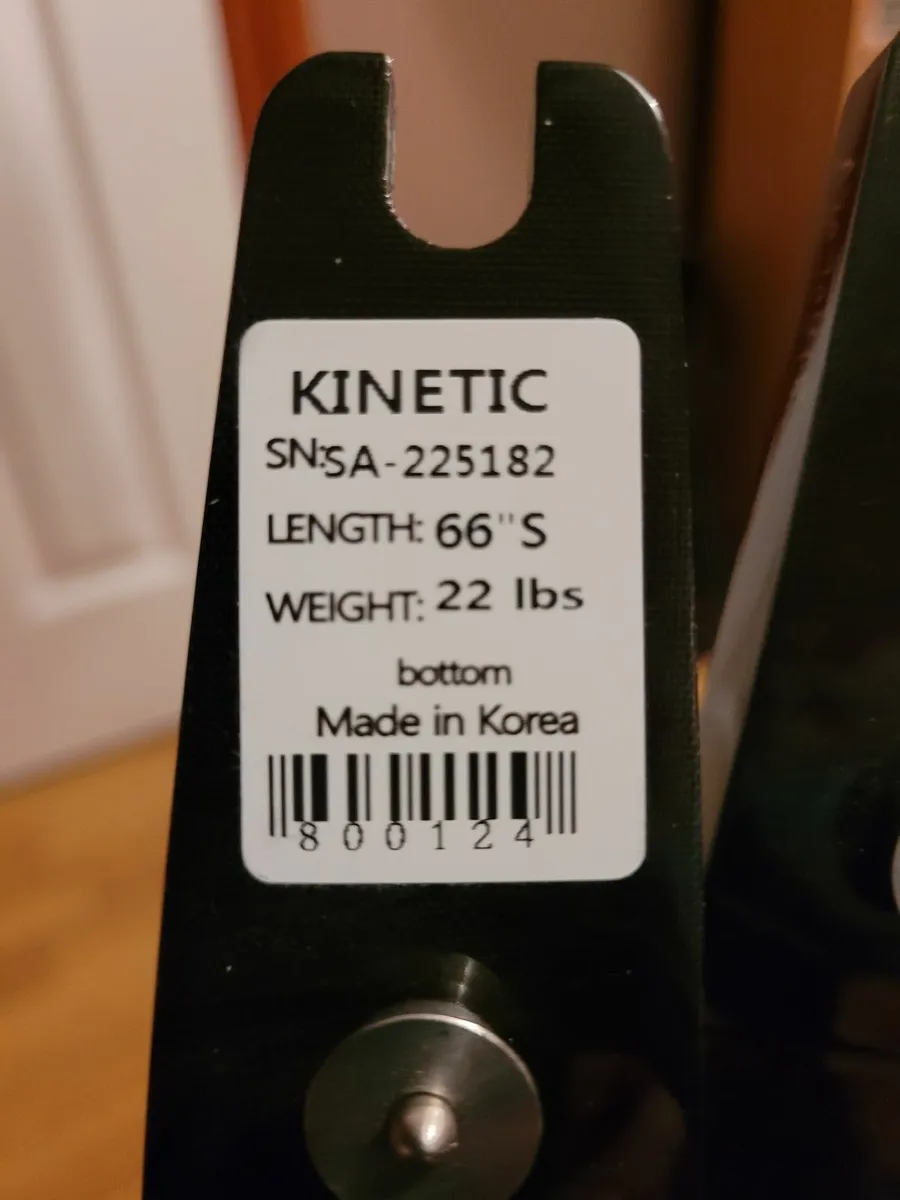 KINETIC
SN:SA-225182
LENGTH: 66"S
WEIGHT: 22 lbs
bottom
Made in Korea
800124